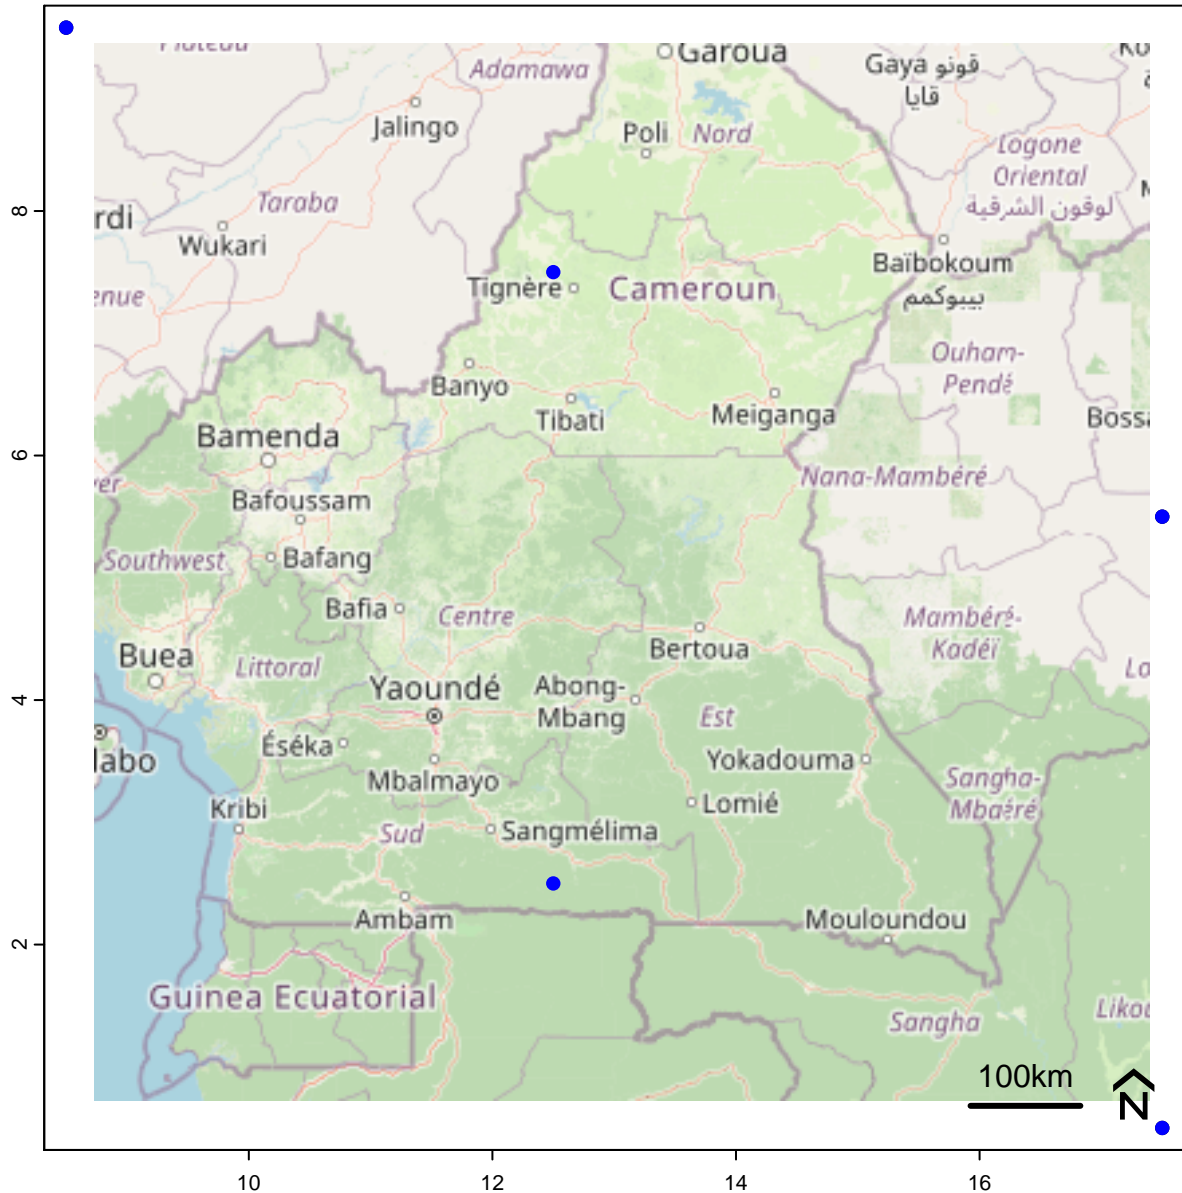 Plateau
Adamawa
Garoua
Gaya قونو
قايا
Jalingo
Poli
Nord
Logone
Oriental
لوقون الشرقية
Taraba
rdi
Wukari
8
Baïbokoum
بيبوكمم
enue
Tignère
Cameroun
Ouham-
Pendé
Banyo
Tibati
Meiganga
Bossa
Bamenda
6
ver
Nana-Mambéré
Bafoussam
Southwest
Bafang
Bafia
Centre
Mambéré-
Kadéï
Buea
Littoral
Bertoua
Lo
Yaoundé
Abong-
Mbang
4
Est
Éséka
labo
Mbalmayo
Yokadouma
Sangha-
Mbaéré
Kribi
Lomié
Sud
Sangmélima
Ambam
Mouloundou
2
Guinea Ecuatorial
Sangha
Likou
100km
N
10 12 14 16